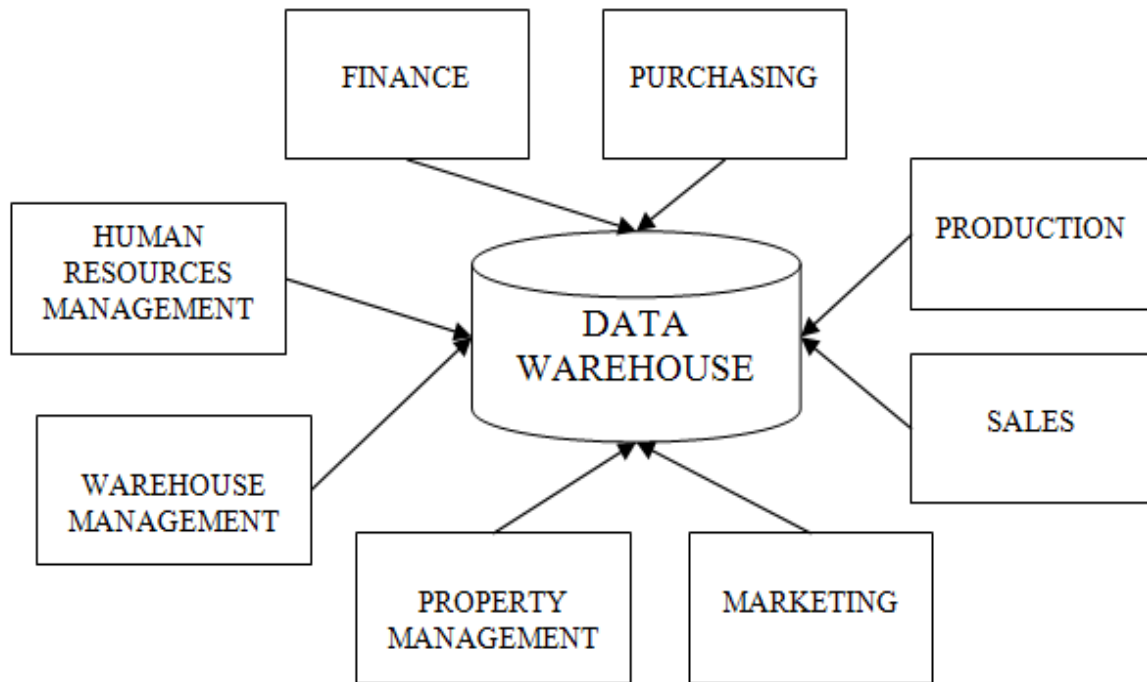 FINANCE
PURCHASING
HUMAN
RESOURCES
MANAGEMENT
PRODUCTION
DATA
WAREHOUSE
SALES
WAREHOUSE
MANAGEMENT
PROPERTY
MANAGEMENT
MARKETING